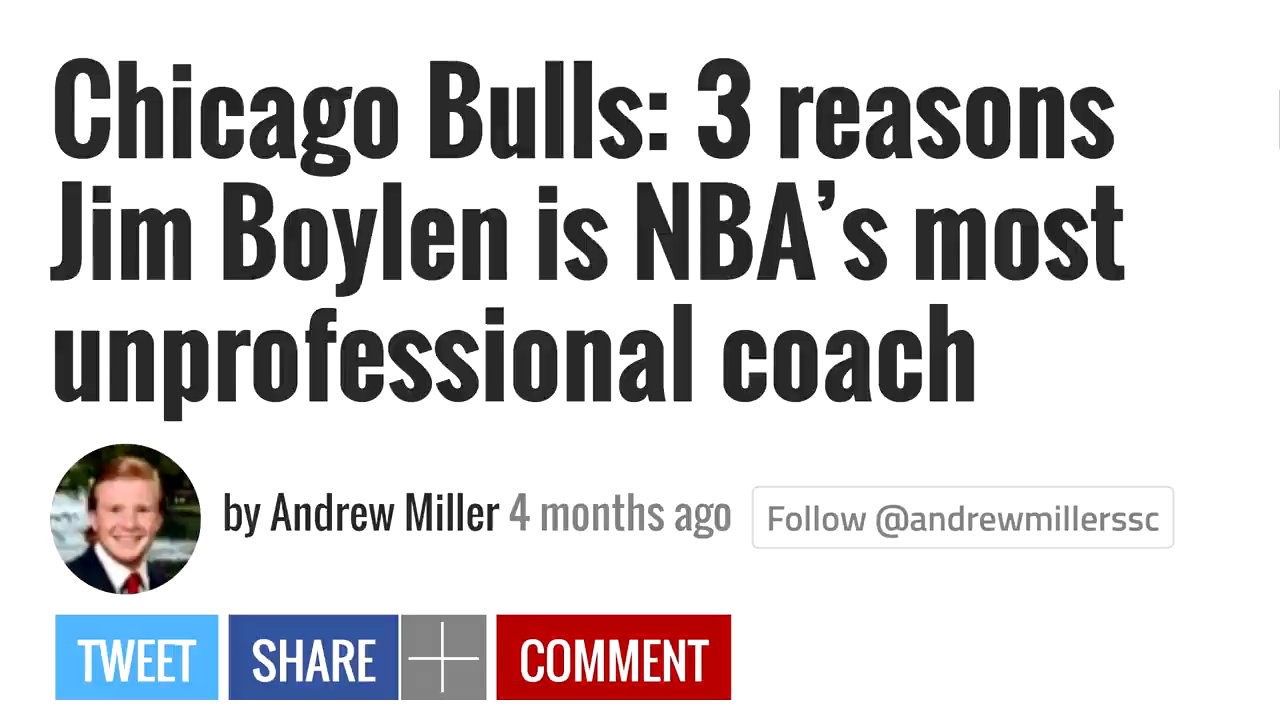 Chicago Bulls: 3 reasons
Jim Boylen is NBA’s most
unprofessional coach
by Andrew Miller 4 months ago Follow @andrewmillerssc
TWEET SHARE COMMENT